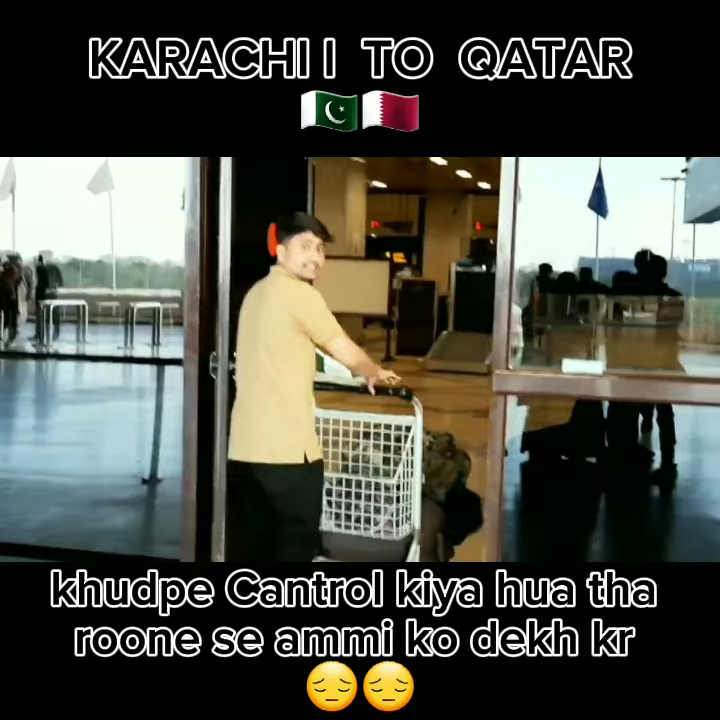 KARACHI I TO QATAR
🇵🇰🇶🇦
khudpe Cantrol kiya hua tha
roone se ammi ko dekh kr
😔😔